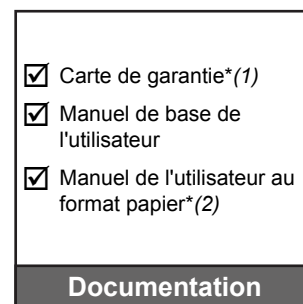 Carte de garantie*(1)
Manuel de base de
l'utilisateur
Manuel de l'utilisateur au
format papier*(2)
Documentation